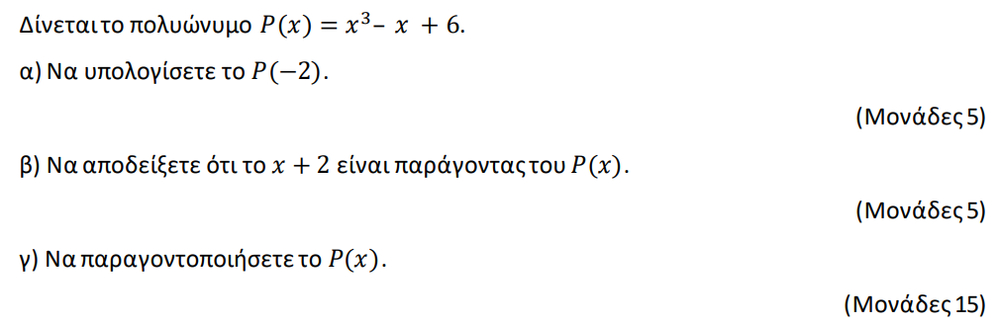 Δίνεται το πολυώνυμο P(x) = x³ – x + 6.
α) Να υπολογίσετε το P(−2).
(Μονάδες 5)
β) Να αποδείξετε ότι το x + 2 είναι παράγοντας του P(x).
(Μονάδες 5)
γ) Να παραγοντοποιήσετε το P(x).
(Μονάδες 15)